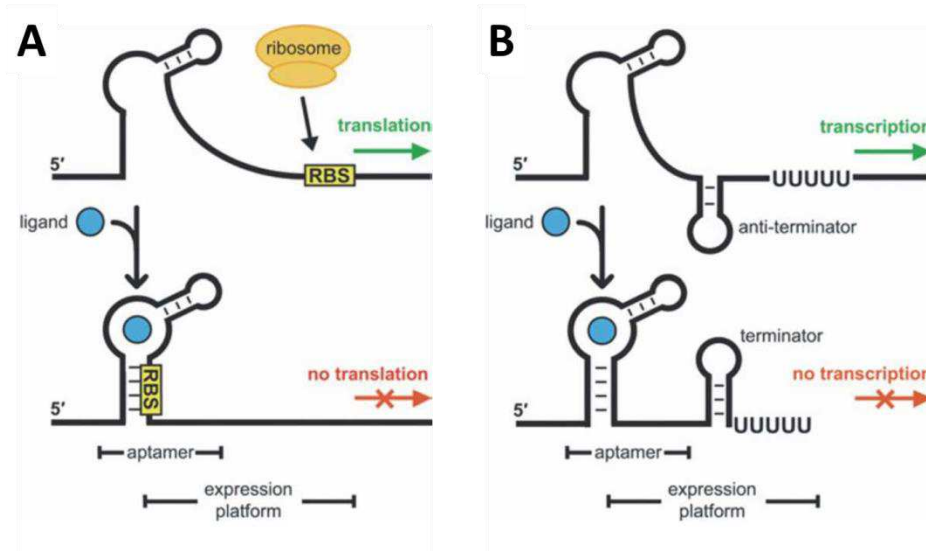 A
ribosome
translation
5'
RBS
ligand
RBS
no translation
5'
aptamer
expression
platform
B
transcription
5'
UUUUU
ligand
anti-terminator
terminator
no transcription
5'
UUUUU
aptamer
expression
platform